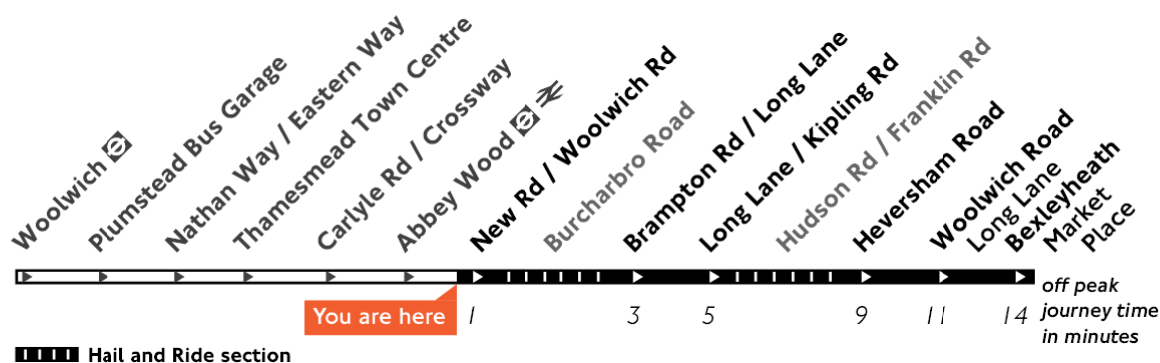 Woolwich
Plumstead Bus Garage
Nathan Way / Eastern Way
Thamesmead Town Centre
Carlyle Rd / Crossway
Abbey Wood
New Rd / Woolwich Rd
Burcharbro Road
Brampton Rd / Long Lane
Long Lane / Kipling Rd
Hudson Rd / Franklin Rd
Heversham Road
Woolwich Road
Long Lane
Bexleyheath
Market
Place
You are here
1 3 5 9 11 14
off peak
journey time
in minutes
Hail and Ride section